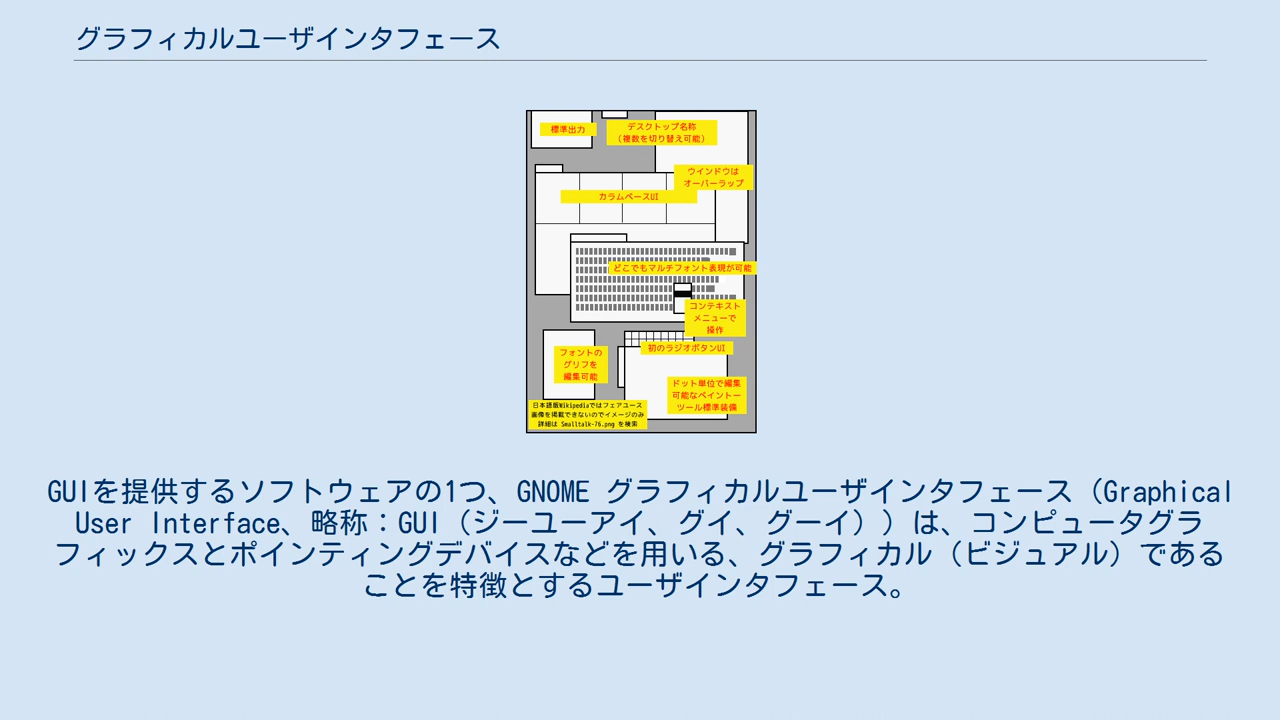 グラフィカルユーザインタフェース
標準出力
デスクトップ名称
（複数を切り替え可能）
ウインドウは
オーバーラップ
カラムベースUI
どこでもマルチフォント表現が可能
コンテキスト
メニューで
操作
初のラジオボタンUI
フォントの
グリフを
編集可能
ドット単位で編集
可能なペイントー
ツール標準装備
日本語版Wikipediaではフェアユース
画像を掲載できないのでイメージのみ
詳細は Smalltalk-76.png を検索
GUIを提供するソフトウェアの1つ、GNOME グラフィカルユーザインタフェース（Graphical
User Interface、略称：GUI（ジーユーアイ、グイ、グーイ））は、コンピュータグラ
フィックスとポインティングデバイスなどを用いる、グラフィカル（ビジュアル）である
ことを特徴とするユーザインタフェース。